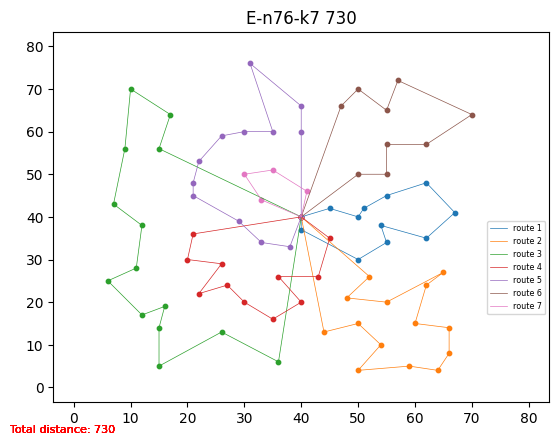 E-n76-k7 730
80
70
60
50
40
30
20
10
0
route 1
route 2
route 3
route 4
route 5
route 6
route 7
0 10 20 30 40 50 60 70 80
Total distance: 730